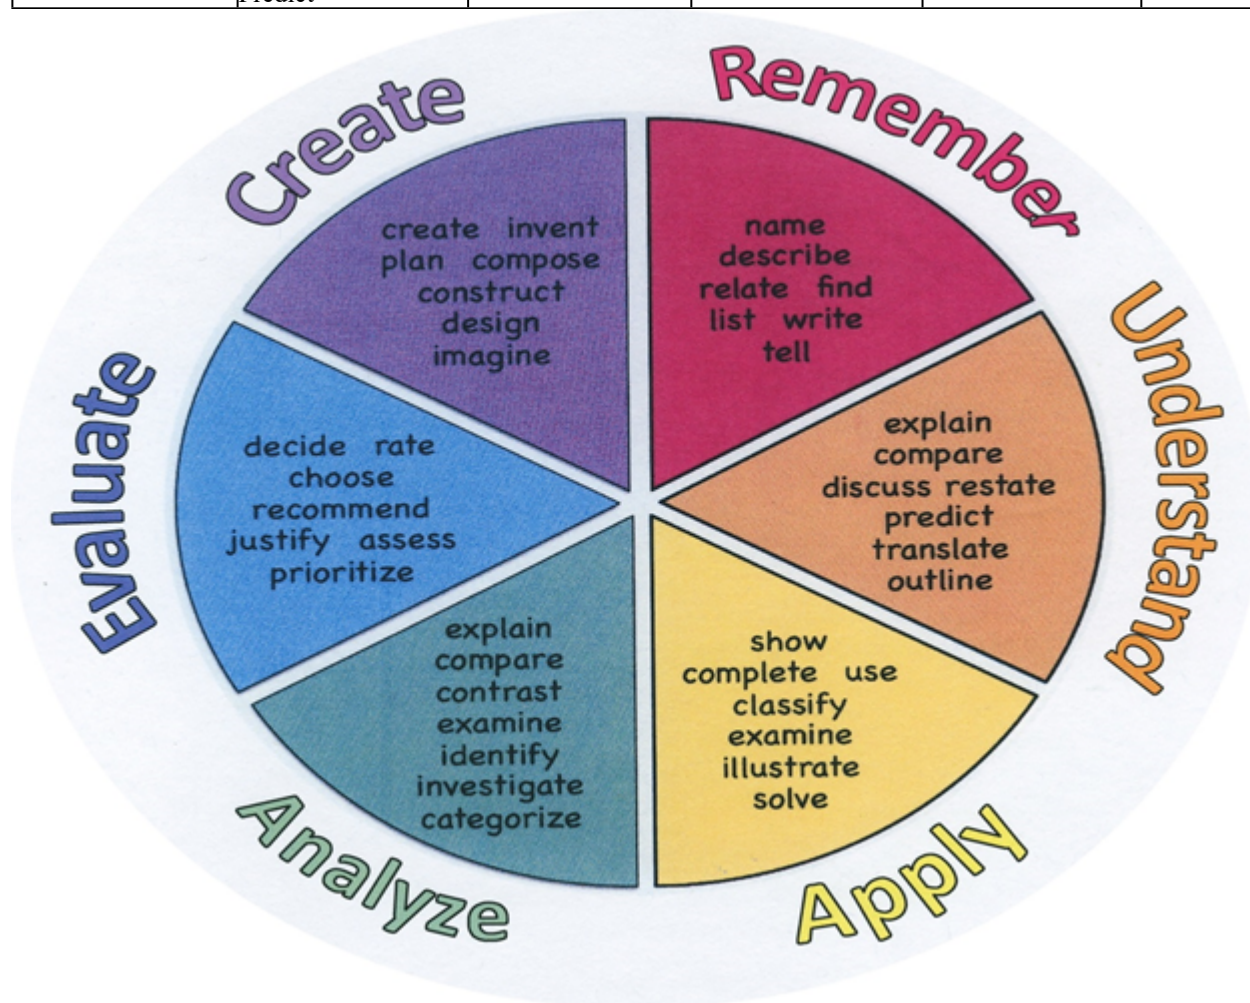 Predict
Remember
name
describe
relate find
list write
tell
Understand
explain
compare
discuss restate
predict
translate
outline
Apply
show
complete use
classify
examine
illustrate
solve
Analyze
explain
compare
contrast
examine
identify
investigate
categorize
Evaluate
decide rate
choose
recommend
justify assess
prioritize
Create
create invent
plan compose
construct
design
imagine